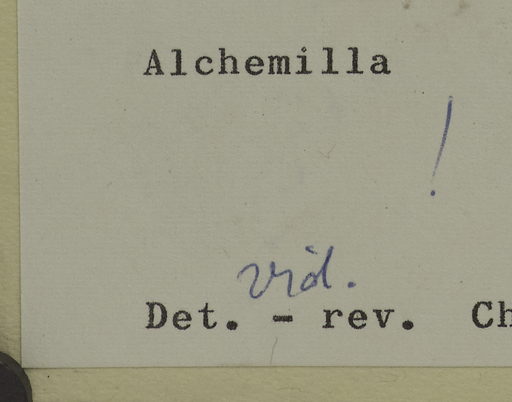 Alchemilla
!
vid.
Det. - rev. Ch